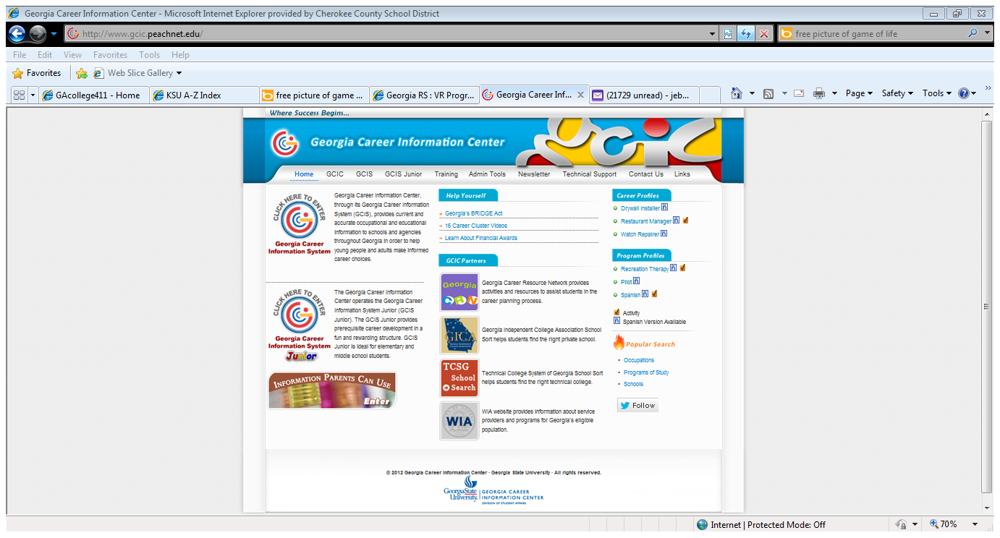 Georgia Career Information Center - Microsoft Internet Explorer provided by Cherokee County School District
http://www.gcic.peachnet.edu/
free picture of game of life
File Edit View Favorites Tools Help
Favorites Web Slice Gallery
GAcollege411 - Home KSU A-Z Index free picture of game ... Georgia RS : VR Progr... Georgia Career Inf... (21729 unread) - jeb... Page Safety Tools
Where Success Begins...
Georgia Career Information Center
gcic
Home GCIC GCIS GCIS Junior Training Admin Tools Newsletter Technical Support Contact Us Links
CLICK HERE TO ENTER
Georgia Career
Information System
Georgia Career Information Center,
through its Georgia Career Information
System (GCIS), provides current and
accurate occupational and educational
information to schools and agencies
throughout Georgia in order to help
young people and adults make informed
career choices.
CLICK HERE TO ENTER
Georgia Career
Information System
Junior
The Georgia Career Information
Center operates the Georgia Career
Information System Junior (GCIS
Junior). The GCIS Junior provides
prerequisite career development in a
fun and rewarding structure. GCIS
Junior is ideal for elementary and
middle school students.
INFORMATION PARENTS CAN USE
Enter
Help Yourself
Georgia's BRIDGE Act
16 Career Cluster Videos
Learn About Financial Awards
GCIC Partners
Georgia
CRN
Georgia Career Resource Network provides
activities and resources to assist students in the
career planning process.
GICA
Georgia Independent College Association School
Sort helps students find the right private school.
TCSG
School
Search
Technical College System of Georgia School Sort
helps students find the right technical college.
WIA
WIA website provides information about service
providers and programs for Georgia's eligible
population.
Career Profiles
Drywall Installer
Restaurant Manager
Watch Repairer
Program Profiles
Recreation Therapy
Pilot
Spanish
Activity
Spanish Version Available
Popular Search
Occupations
Programs of Study
Schools
Follow
© 2012 Georgia Career Information Center · Georgia State University · All rights reserved.
GeorgiaState
University
GEORGIA CAREER
INFORMATION CENTER
DIVISION OF STUDENT AFFAIRS
Internet | Protected Mode: Off
70%